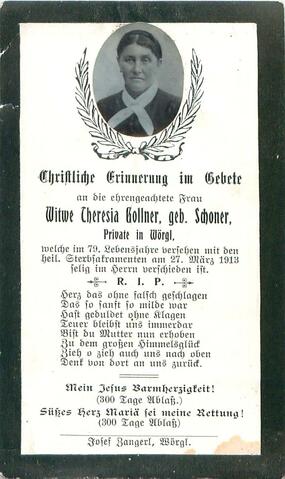 Christliche Erinnerung im Gebete
an die ehrengeachtete Frau
Witwe Theresia Gollner, geb. Schoner,
Private in Wörgl,
welche im 79. Lebensjahre versehen mit den
heil. Sterbsakramenten am 27. März 1913
selig im Herrn verschieden ist.
R. I. P.
Herz das ohne falsch geschlagen
Das so sanft so milde war
Hast geduldet ohne Klagen
Teuer bleibst uns immerdar
Bist du Mutter nun erhoben
Zu dem großen Himmelsglück
Zieh o zieh auch uns nach oben
Denk von dort an uns zurück.
Mein Jesus Barmherzigkeit!
(300 Tage Ablaß.)
Süßes Herz Mariä sei meine Rettung!
(300 Tage Ablaß.)
Josef Zangerl, Wörgl.